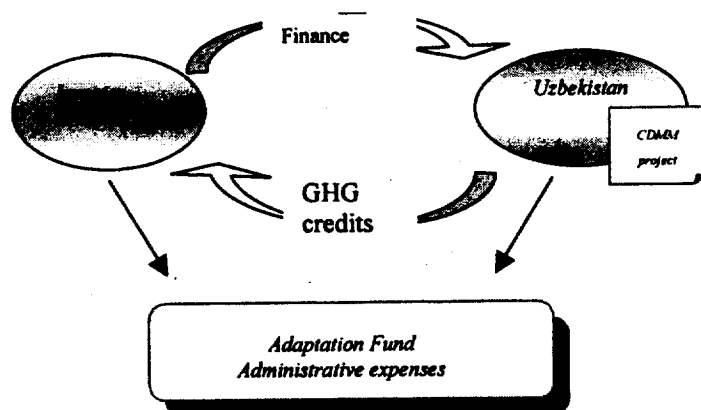 Finance
Uzbekistan
CDMM
project
GHG
credits
Adaptation Fund
Administrative expenses